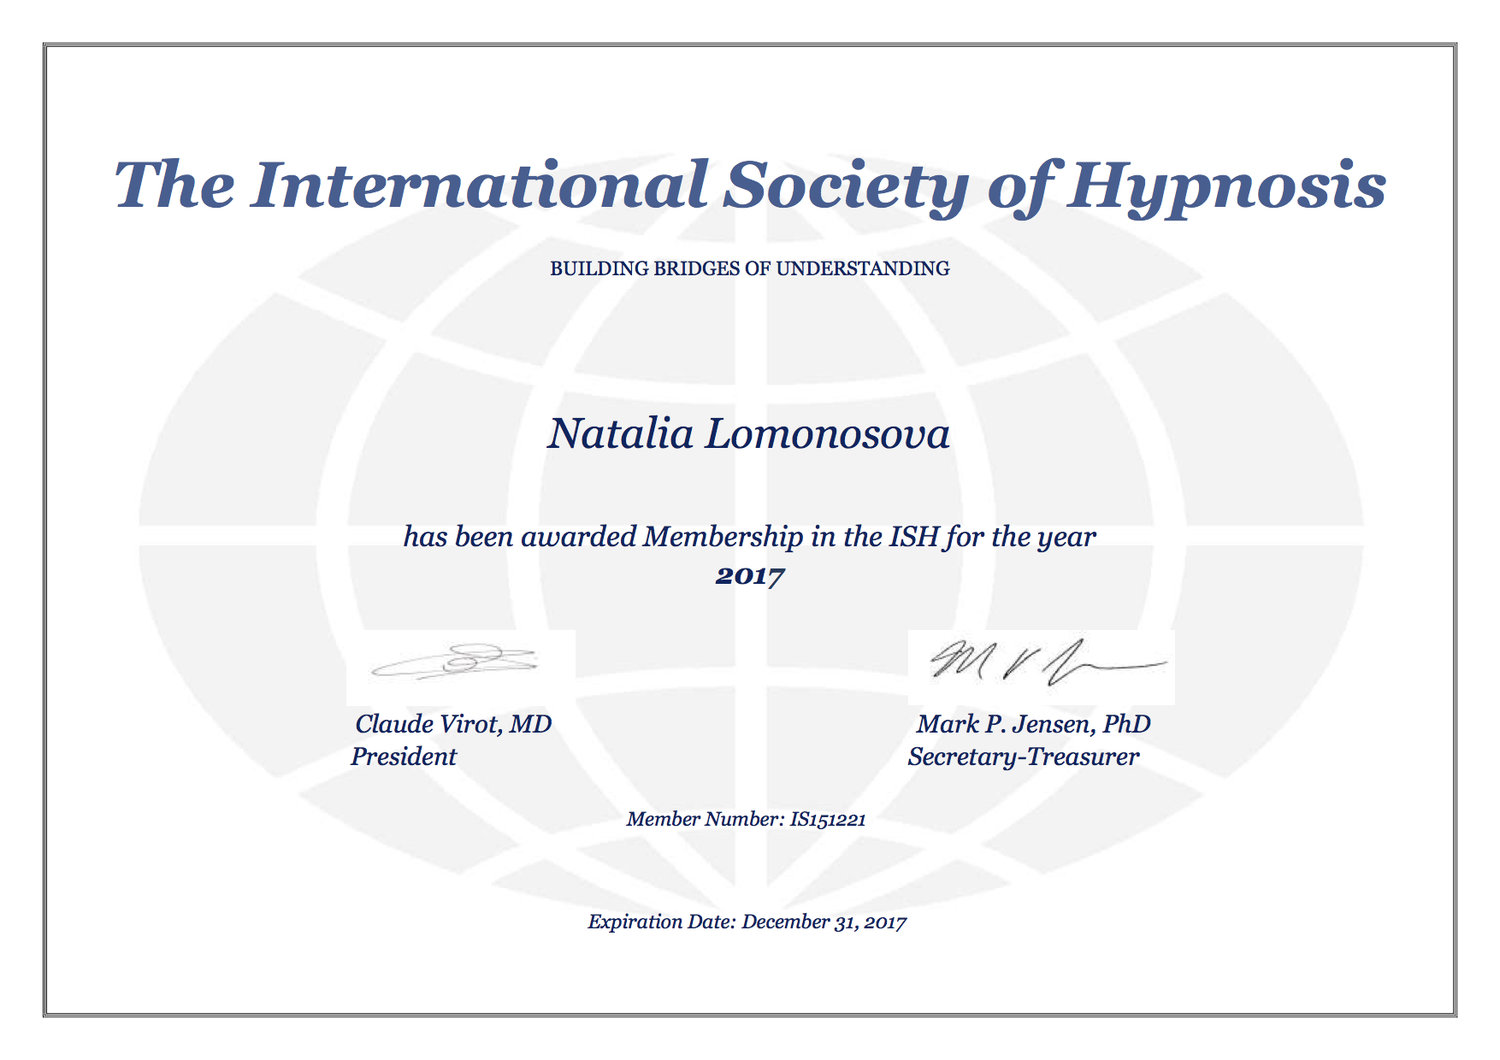 The International Society of Hypnosis
BUILDING BRIDGES OF UNDERSTANDING
Natalia Lomonosova
has been awarded Membership in the ISH for the year
2017
Claude Virot, MD
President
Mark P. Jensen, PhD
Secretary-Treasurer
Member Number: IS151221
Expiration Date: December 31, 2017